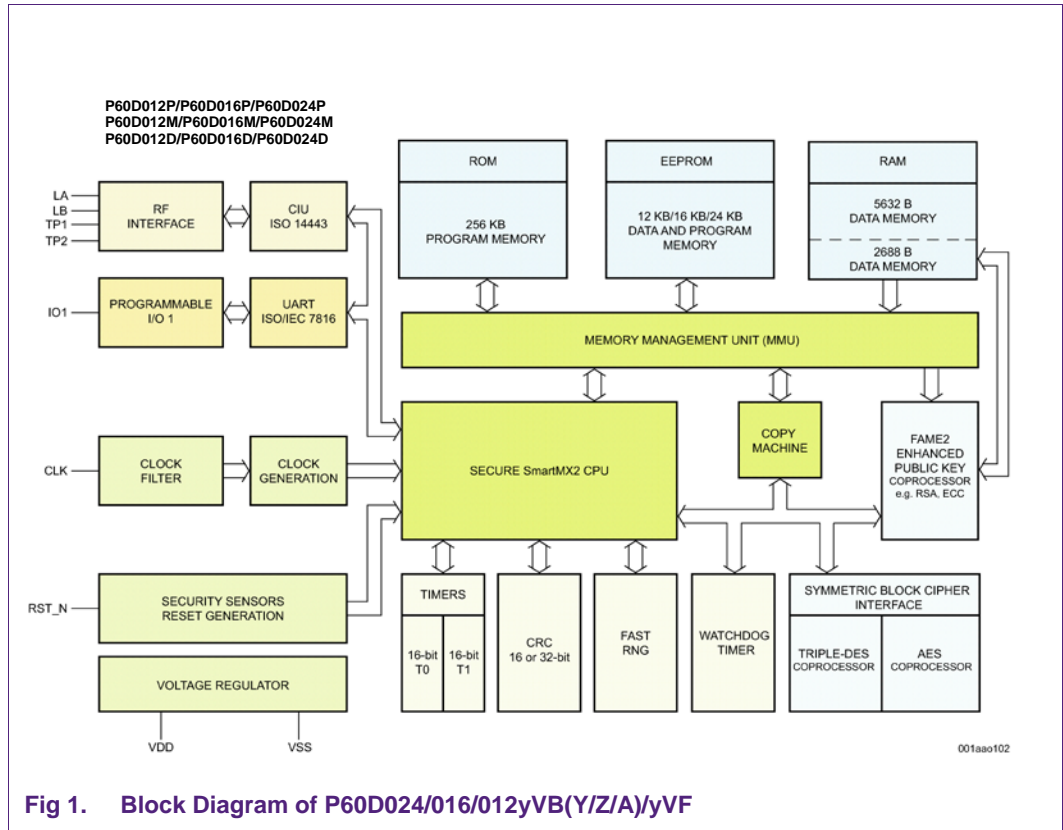 P60D012P/P60D016P/P60D024P
P60D012M/P60D016M/P60D024M
P60D012D/P60D016D/P60D024D
LA
LB
TP1
TP2
RF
INTERFACE
CIU
ISO 14443
IO1
PROGRAMMABLE
I/O 1
UART
ISO/IEC 7816
CLK
CLOCK
FILTER
CLOCK
GENERATION
RST_N
SECURITY SENSORS
RESET GENERATION
VOLTAGE REGULATOR
VDD
VSS
ROM
256 KB
PROGRAM MEMORY
EEPROM
12 KB/16 KB/24 KB
DATA AND PROGRAM
MEMORY
RAM
5632 B
DATA MEMORY
2688 B
DATA MEMORY
MEMORY MANAGEMENT UNIT (MMU)
SECURE SmartMX2 CPU
COPY
MACHINE
FAME2
ENHANCED
PUBLIC KEY
COPROCESSOR
e.g. RSA, ECC
TIMERS
16-bit
T0
16-bit
T1
CRC
16 or 32-bit
FAST
RNG
WATCHDOG
TIMER
SYMMETRIC BLOCK CIPHER
INTERFACE
TRIPLE-DES
COPROCESSOR
AES
COPROCESSOR
001aao102
Fig 1. Block Diagram of P60D024/016/012yVB(Y/Z/A)/yVF